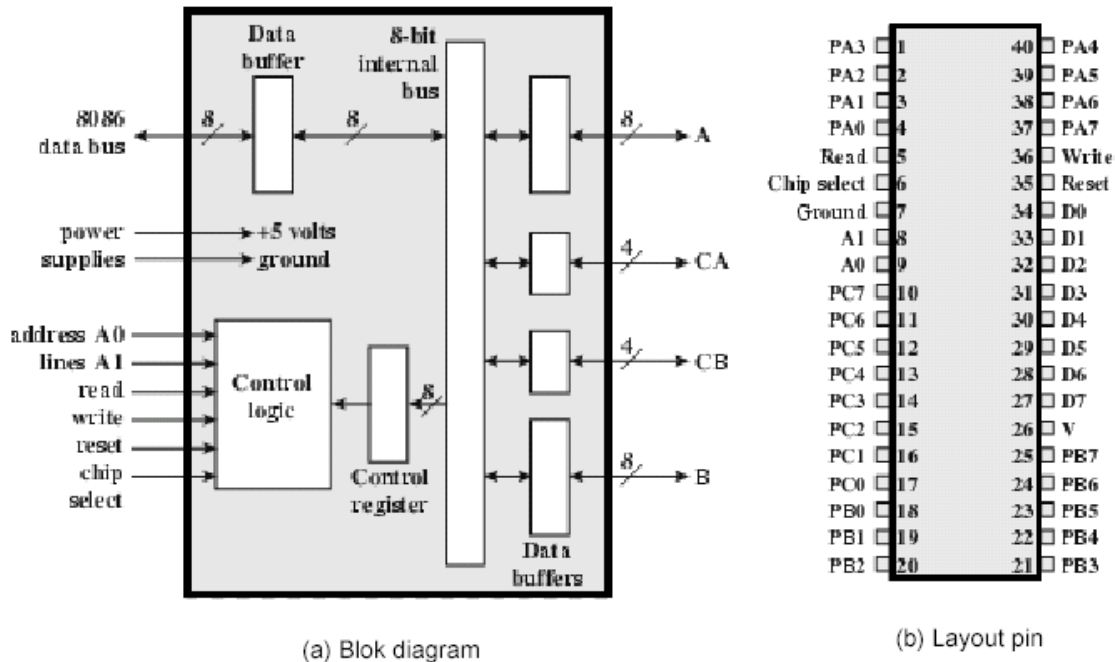 Data
buffer
8-bit
internal
bus
8086
data bus
8
8
8
A
power
supplies
+5 volts
ground
4
CA
address A0
lines A1
read
write
reset
chip
select
Control
logic
8
Control
register
4
CB
8
B
Data
buffers
(a) Blok diagram
PA3 1 40 PA4
PA2 2 39 PA5
PA1 3 38 PA6
PA0 4 37 PA7
Read 5 36 Write
Chip select 6 35 Reset
Ground 7 34 D0
A1 8 33 D1
A0 9 32 D2
PC7 10 31 D3
PC6 11 30 D4
PC5 12 29 D5
PC4 13 28 D6
PC3 14 27 D7
PC2 15 26 V
PC1 16 25 PB7
PC0 17 24 PB6
PB0 18 23 PB5
PB1 19 22 PB4
PB2 20 21 PB3
(b) Layout pin